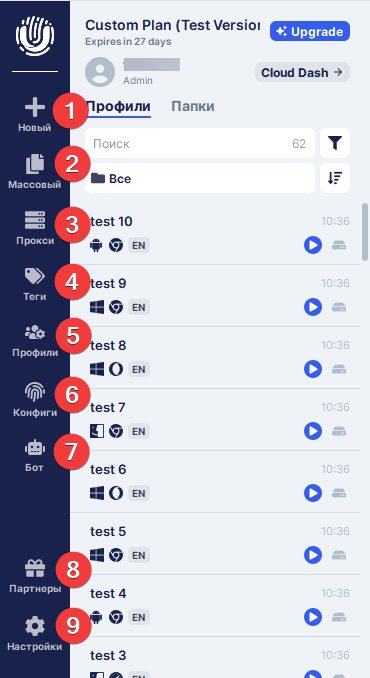 Custom Plan (Test Version
Expires in 27 days
Upgrade
Admin
Cloud Dash →
Профили Папки
Поиск 62
Все
Новый 1
Массовый 2
Прокси 3
Теги 4
Профили 5
Конфиги 6
Бот 7
Партнеры 8
Настройки 9
test 10 10:36
EN
test 9 10:36
EN
test 8 10:36
EN
test 7 10:36
EN
test 6 10:36
EN
test 5 10:36
EN
test 4 10:36
EN
test 3 10:36